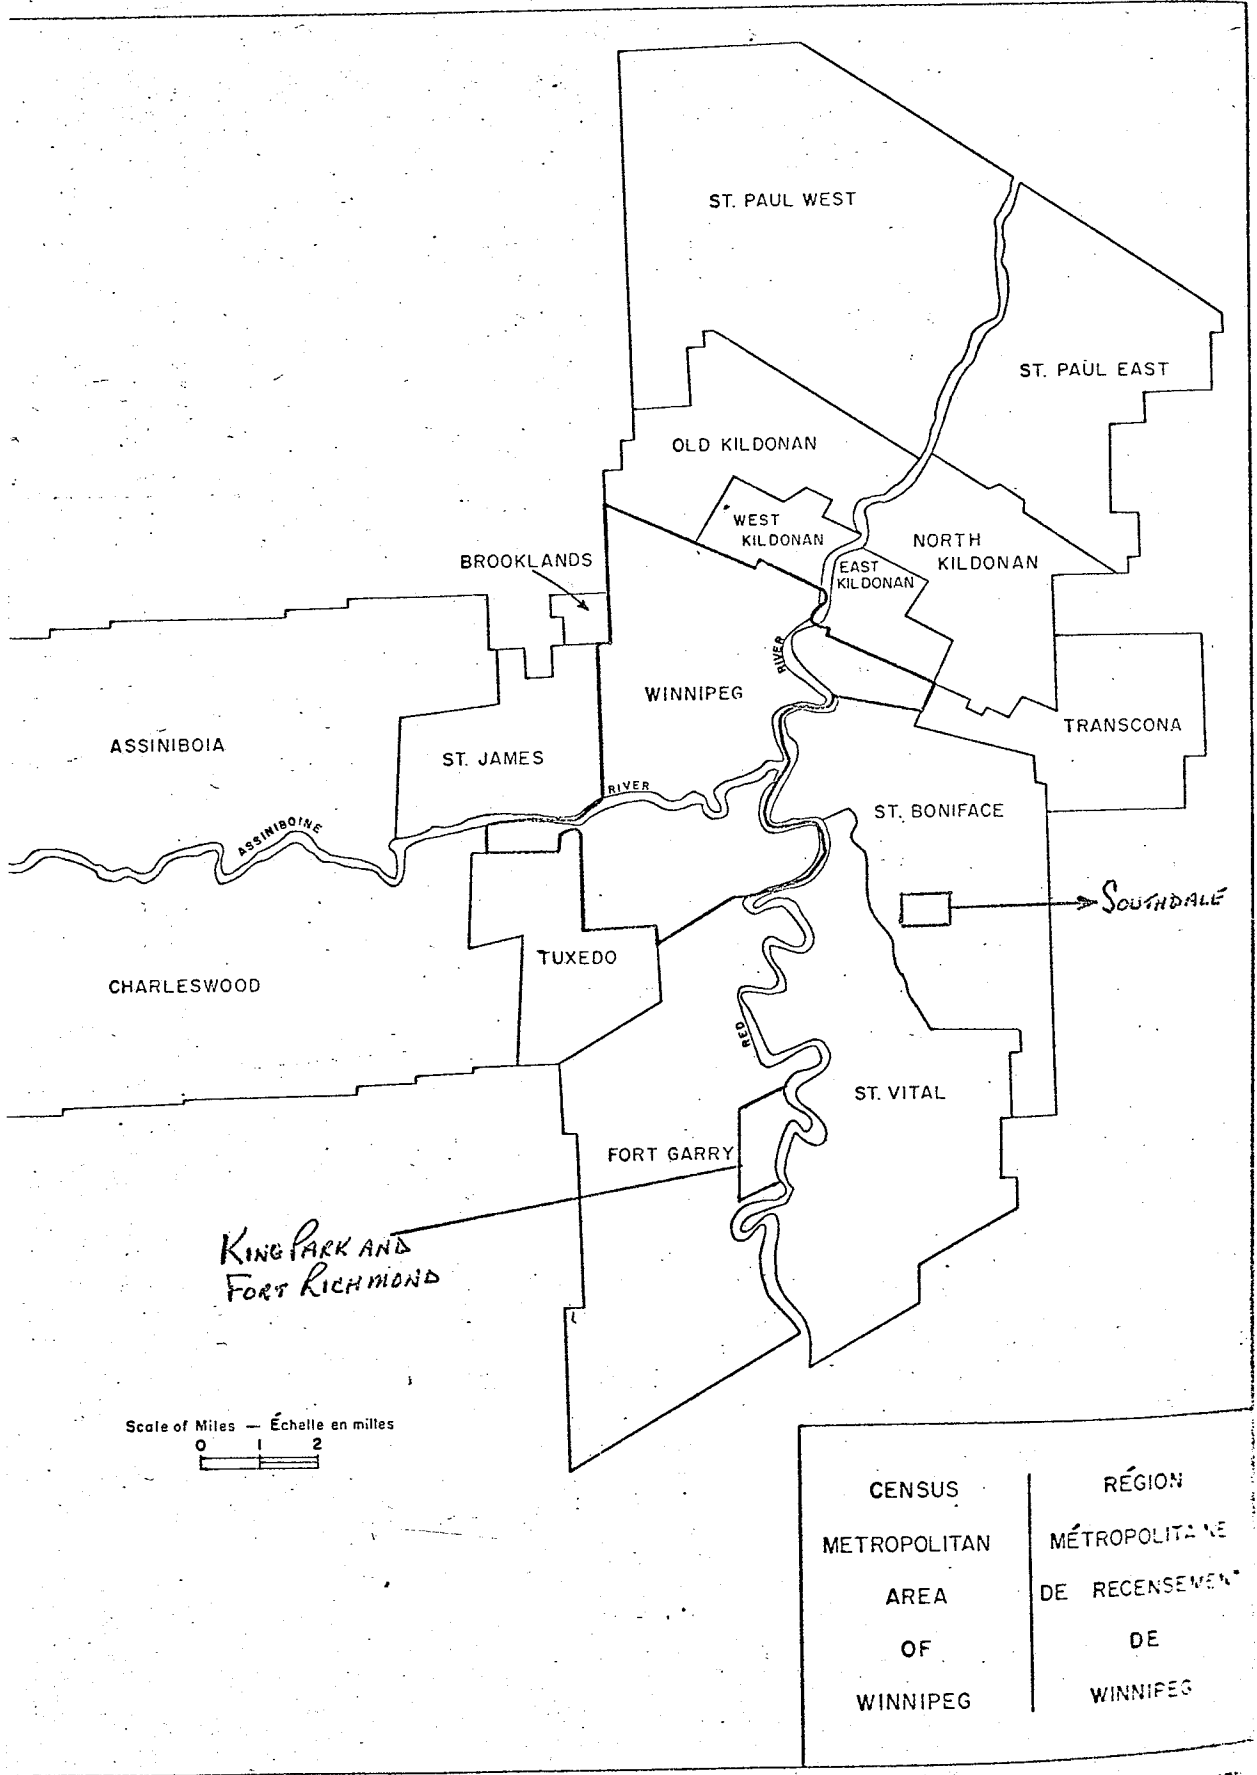 ST. PAUL WEST
ST. PAUL EAST
OLD KILDONAN
WEST
KILDONAN
NORTH
KILDONAN
EAST
KILDONAN
BROOKLANDS
RIVER
WINNIPEG
TRANSCONA
ASSINIBOIA
ST. JAMES
RIVER
ST. BONIFACE
ASSINIBOINE
SOUTHDALE
TUXEDO
CHARLESWOOD
RED
ST. VITAL
FORT GARRY
KING PARK AND
FORT RICHMOND
Scale of Miles — Échelle en milles
0 1 2
CENSUS
METROPOLITAN
AREA
OF
WINNIPEG
RÉGION
MÉTROPOLITAINE
DE RECENSEMENT
DE
WINNIPEG